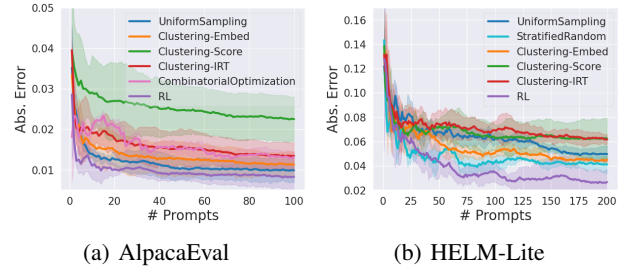 0.05
0.04
0.03
0.02
0.01
Abs. Error
UniformSampling
Clustering-Embed
Clustering-Score
Clustering-IRT
CombinatorialOptimization
RL
0 20 40 60 80 100
# Prompts
(a) AlpacaEval
0.16
0.14
0.12
0.10
0.08
0.06
0.04
0.02
Abs. Error
UniformSampling
StratifiedRandom
Clustering-Embed
Clustering-Score
Clustering-IRT
RL
0 25 50 75 100 125 150 175 200
# Prompts
(b) HELM-Lite